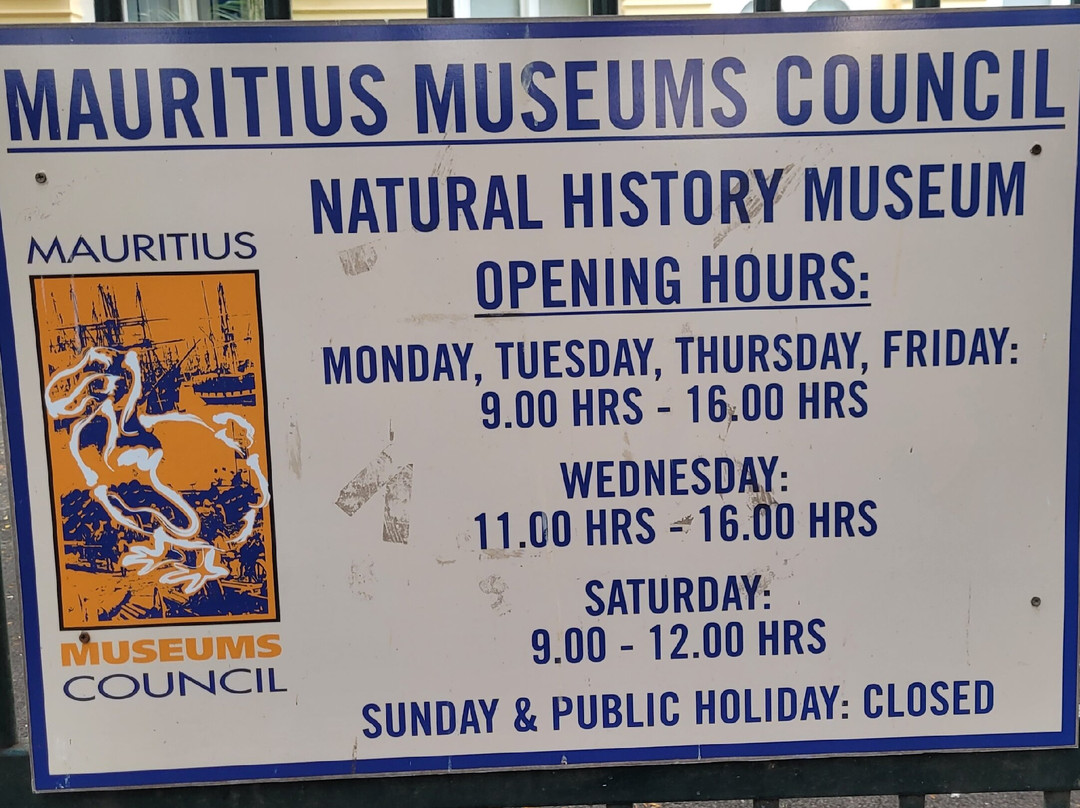 MAURITIUS MUSEUMS COUNCIL
NATURAL HISTORY MUSEUM
OPENING HOURS:
MONDAY, TUESDAY, THURSDAY, FRIDAY:
9.00 HRS - 16.00 HRS
WEDNESDAY:
11.00 HRS - 16.00 HRS
SATURDAY:
9.00 - 12.00 HRS
SUNDAY & PUBLIC HOLIDAY: CLOSED
MAURITIUS
MUSEUMS
COUNCIL